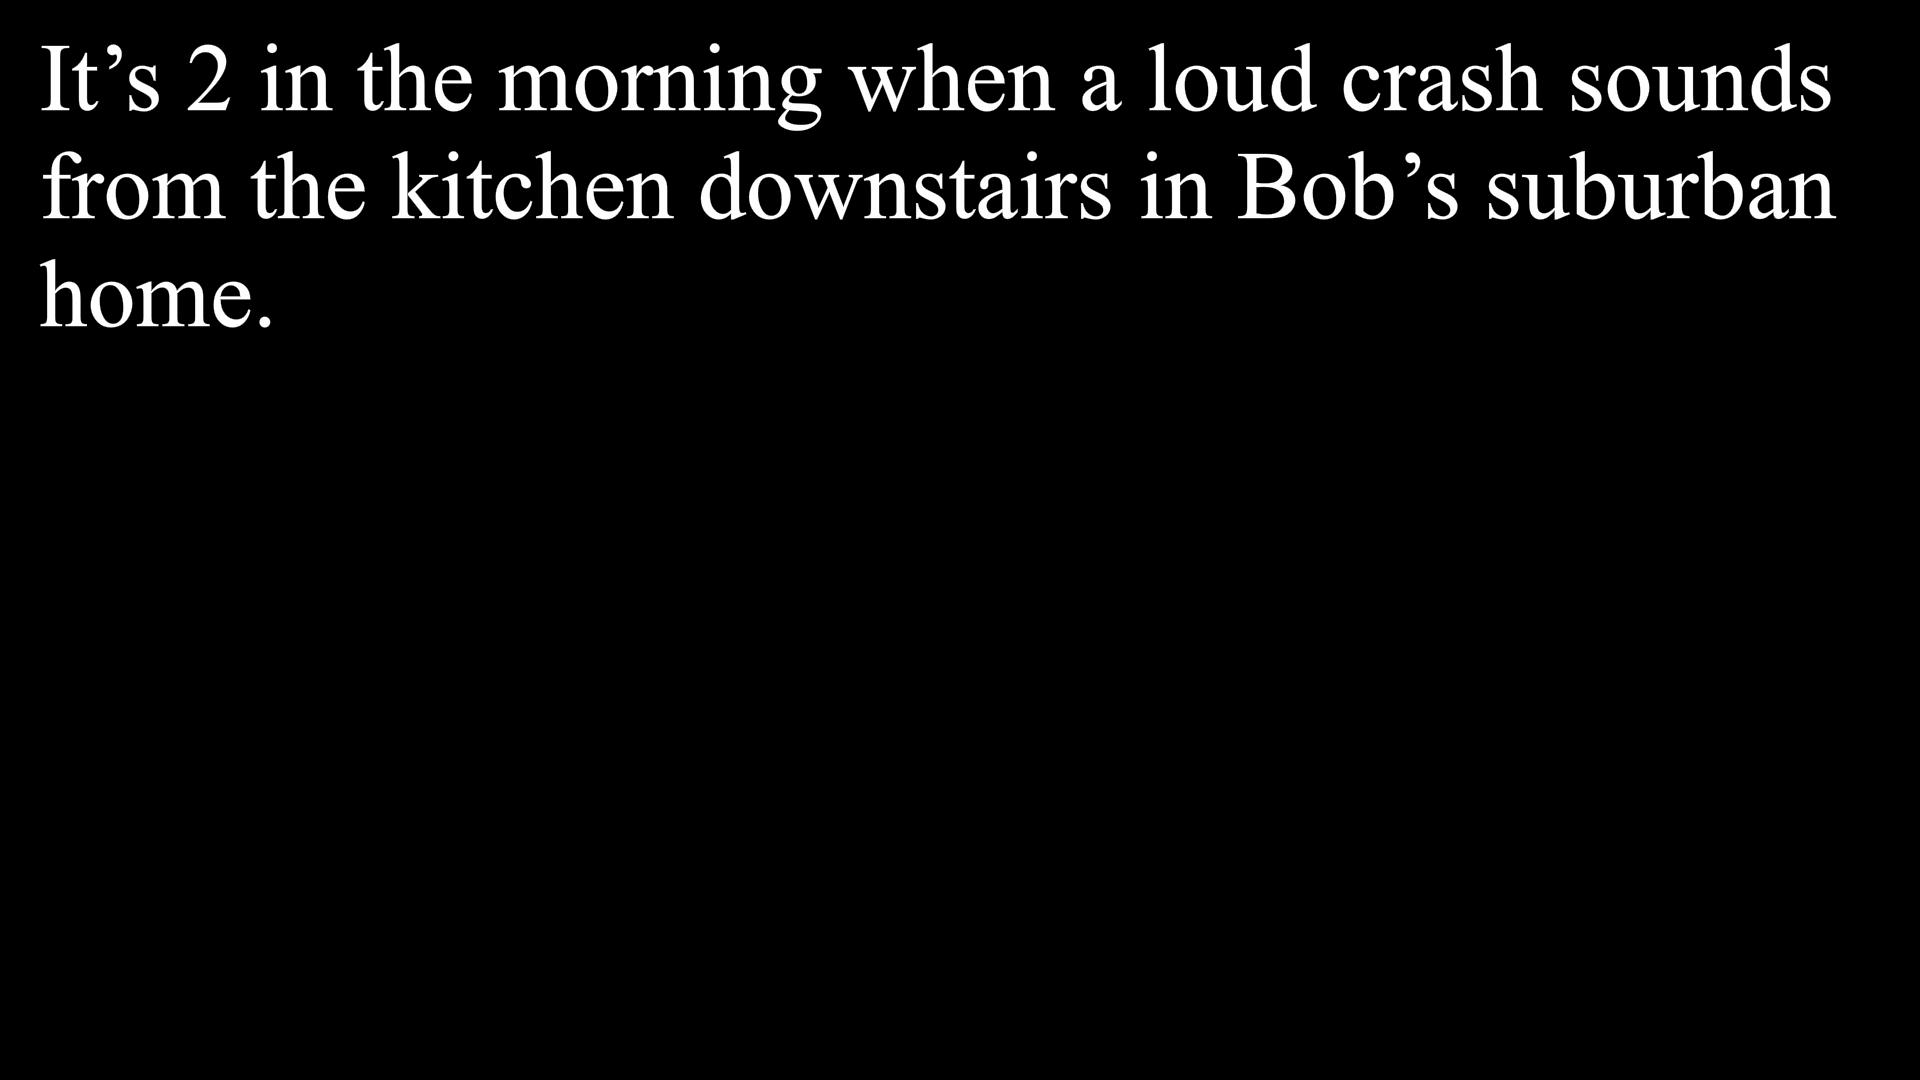 It’s 2 in the morning when a loud crash sounds
from the kitchen downstairs in Bob’s suburban
home.